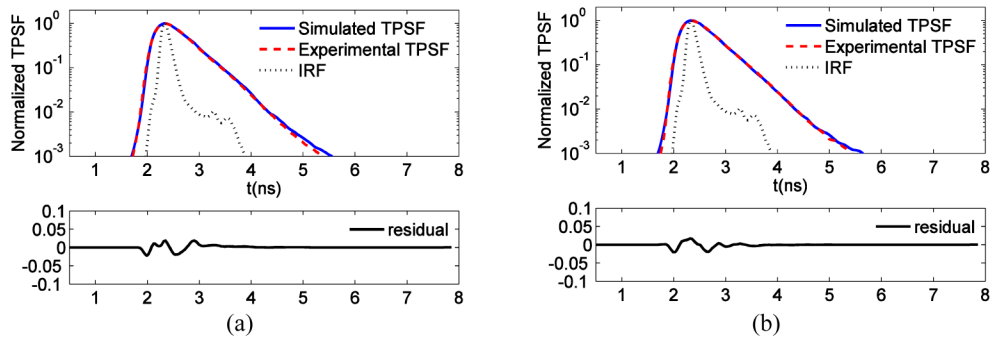 Normalized TPSF
10^0
10^-1
10^-2
10^-3
Simulated TPSF
Experimental TPSF
IRF
1 2 3 4 5 6 7 8
t(ns)
0.1
0.05
0
-0.05
-0.1
residual
1 2 3 4 5 6 7 8
(a)
Normalized TPSF
10^0
10^-1
10^-2
10^-3
Simulated TPSF
Experimental TPSF
IRF
1 2 3 4 5 6 7 8
t(ns)
0.1
0.05
0
-0.05
-0.1
residual
1 2 3 4 5 6 7 8
(b)